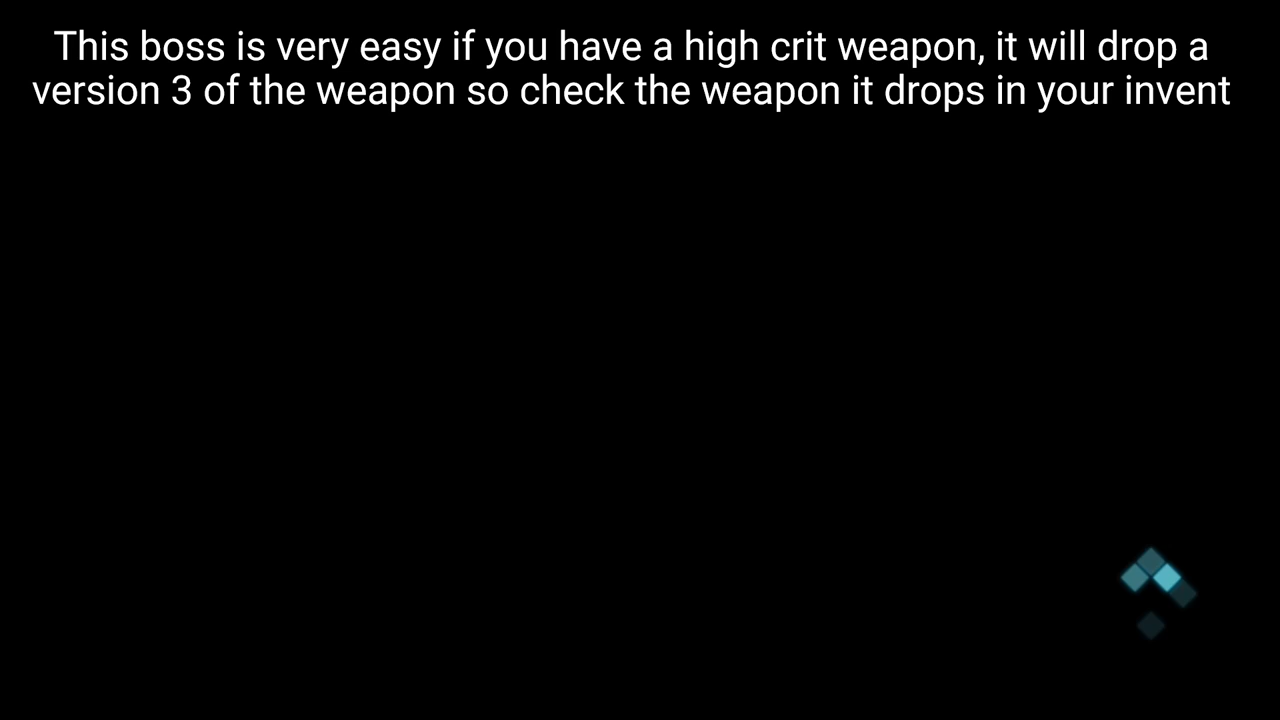 This boss is very easy if you have a high crit weapon, it will drop a
version 3 of the weapon so check the weapon it drops in your invent